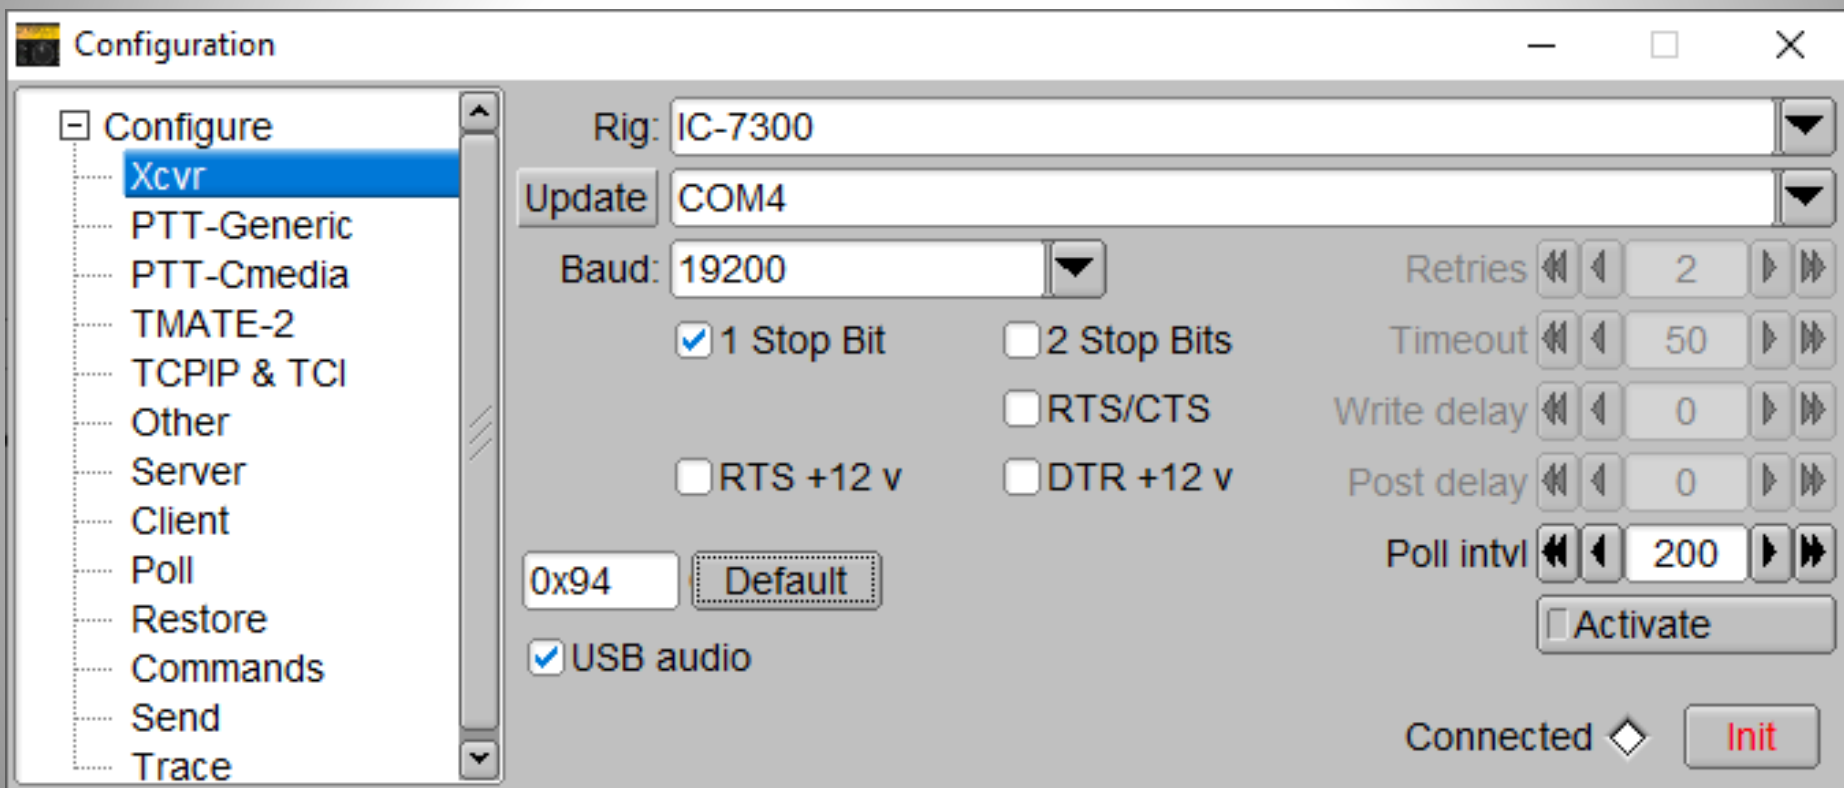 Configuration
Configure
Xcvr
PTT-Generic
PTT-Cmedia
TMATE-2
TCPIP & TCI
Other
Server
Client
Poll
Restore
Commands
Send
Trace
Rig: IC-7300
Update COM4
Baud: 19200
Retries 2
1 Stop Bit 2 Stop Bits
Timeout 50
RTS/CTS
Write delay 0
RTS +12 v DTR +12 v
Post delay 0
Poll intvl 200
0x94 Default
Activate
USB audio
Connected Init